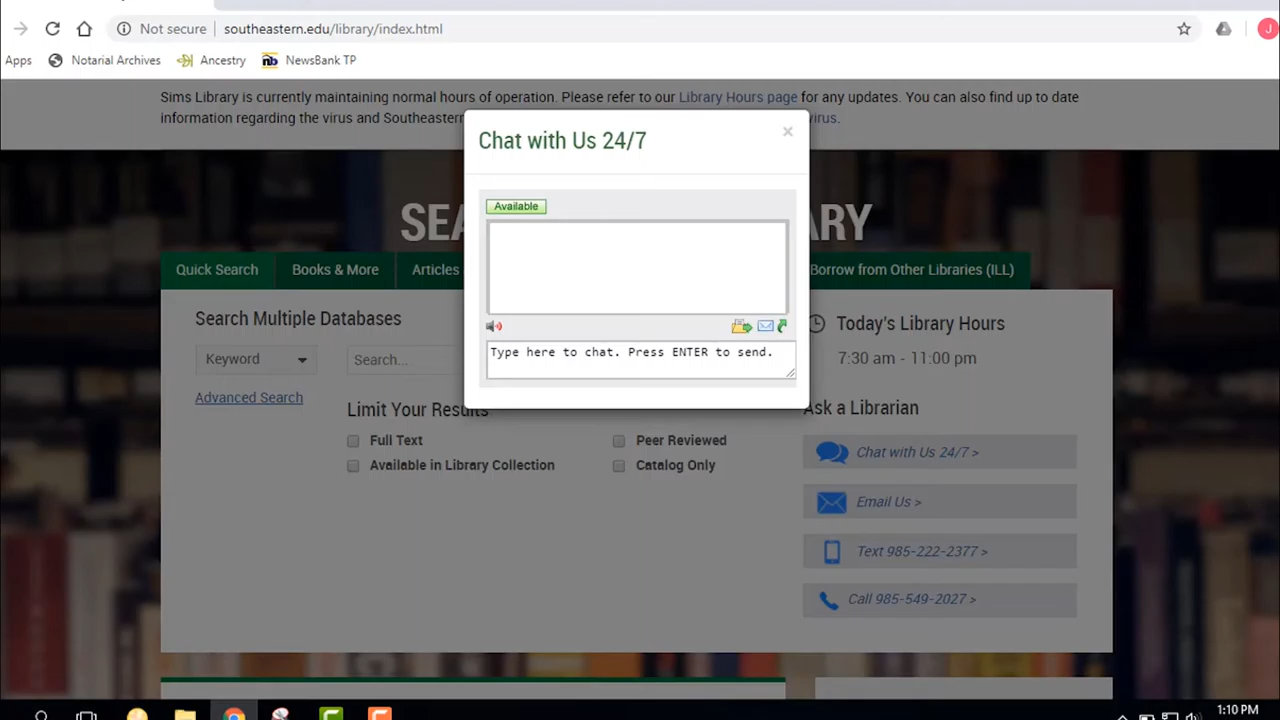 Not secure southeastern.edu/library/index.html J
Apps Notarial Archives Ancestry nb NewsBank TP
Sims Library is currently maintaining normal hours of operation. Please refer to our Library Hours page for any updates. You can also find up to date
information regarding the virus and Southeastern virus.
Chat with Us 24/7 ×
Available
SEA ARY
Quick Search Books & More Articles Borrow from Other Libraries (ILL)
Search Multiple Databases
Keyword Search...
Advanced Search
Type here to chat. Press ENTER to send.
Limit Your Results
Full Text Peer Reviewed
Available in Library Collection Catalog Only
Today's Library Hours
7:30 am - 11:00 pm
Ask a Librarian
Chat with Us 24/7 >
Email Us >
Text 985-222-2377 >
Call 985-549-2027 >
1:10 PM